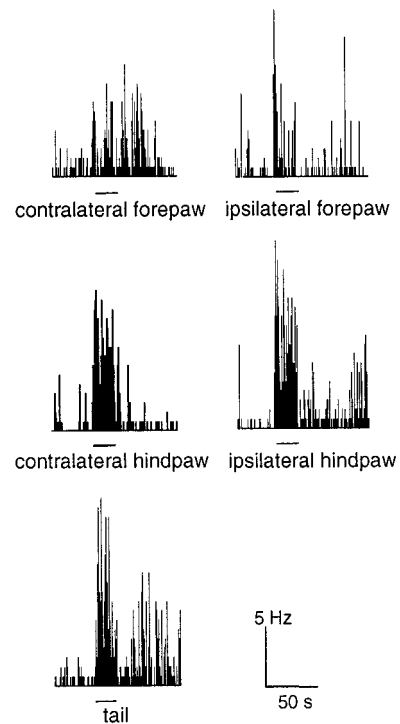 contralateral forepaw
ipsilateral forepaw
contralateral hindpaw
ipsilateral hindpaw
5 Hz
50 s
tail